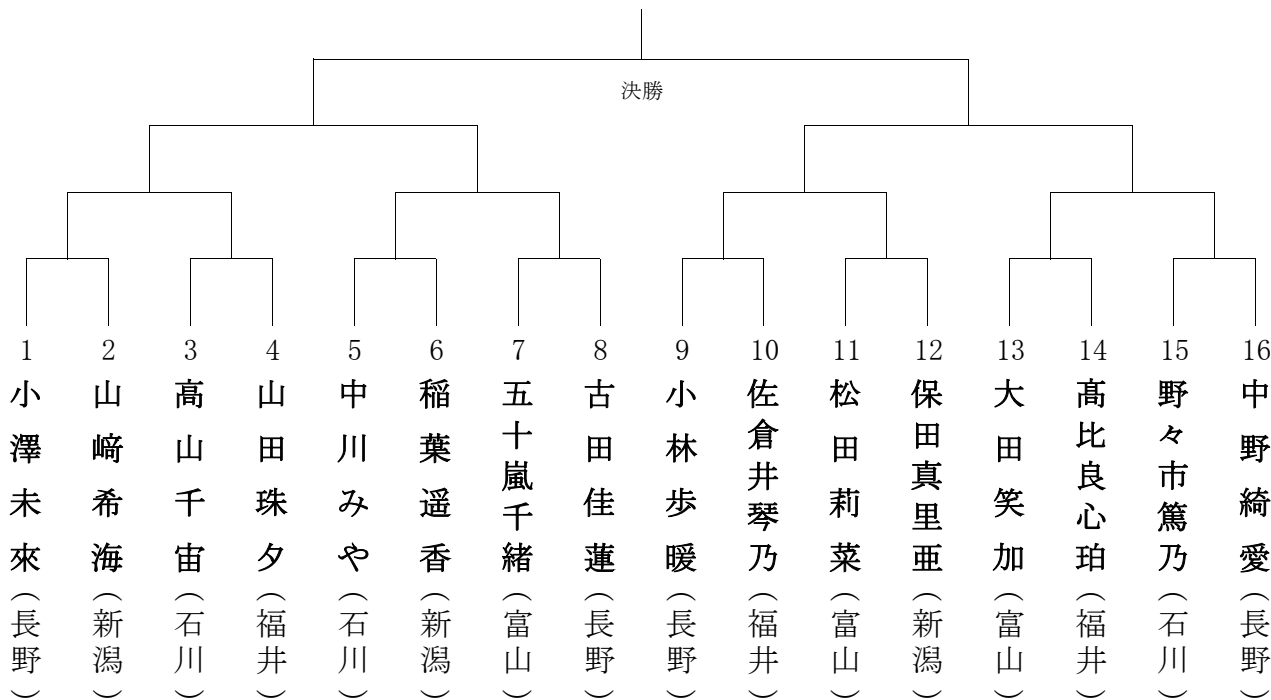 決勝
1 小澤未來(長野)
2 山﨑希海(新潟)
3 高山千宙(石川)
4 山田珠夕(福井)
5 中川みや(石川)
6 稲葉遥香(新潟)
7 五十嵐千緒(富山)
8 古田佳蓮(長野)
9 小林歩暖(長野)
10 佐倉井琴乃(福井)
11 松田莉菜(富山)
12 保田真里亜(新潟)
13 大田笑加(富山)
14 髙比良心珀(福井)
15 野々市篤乃(石川)
16 中野綺愛(長野)